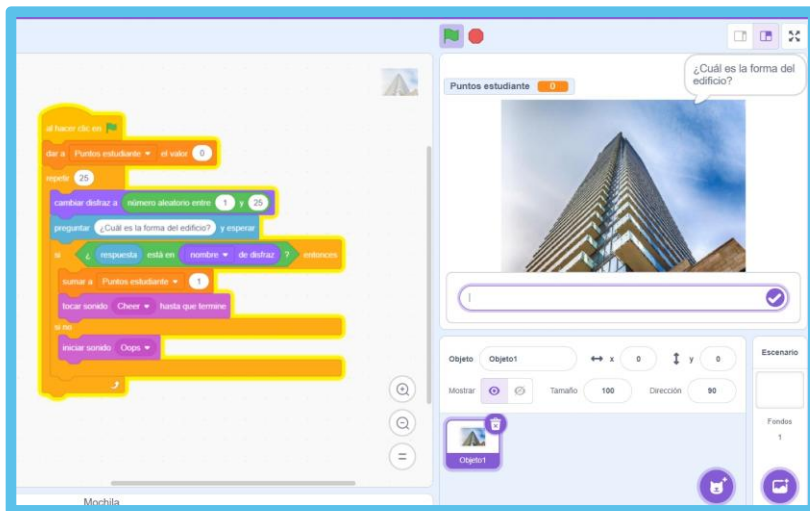 ¿Cuál es la forma del
edificio?
Puntos estudiante 0
al hacer clic en
dar a Puntos estudiante el valor 0
repetir 25
cambiar disfraz a número aleatorio entre 1 y 25
preguntar ¿Cuál es la forma del edificio? y esperar
si ¿ respuesta está en nombre de disfraz ? entonces
sumar a Puntos estudiante 1
tocar sonido Cheer hasta que termine
si no
iniciar sonido Oops
Mochila
Objeto Objeto1 x 0 y 0
Mostrar Tamaño 100 Dirección 90
Objeto1
Escenario
Fondos
1